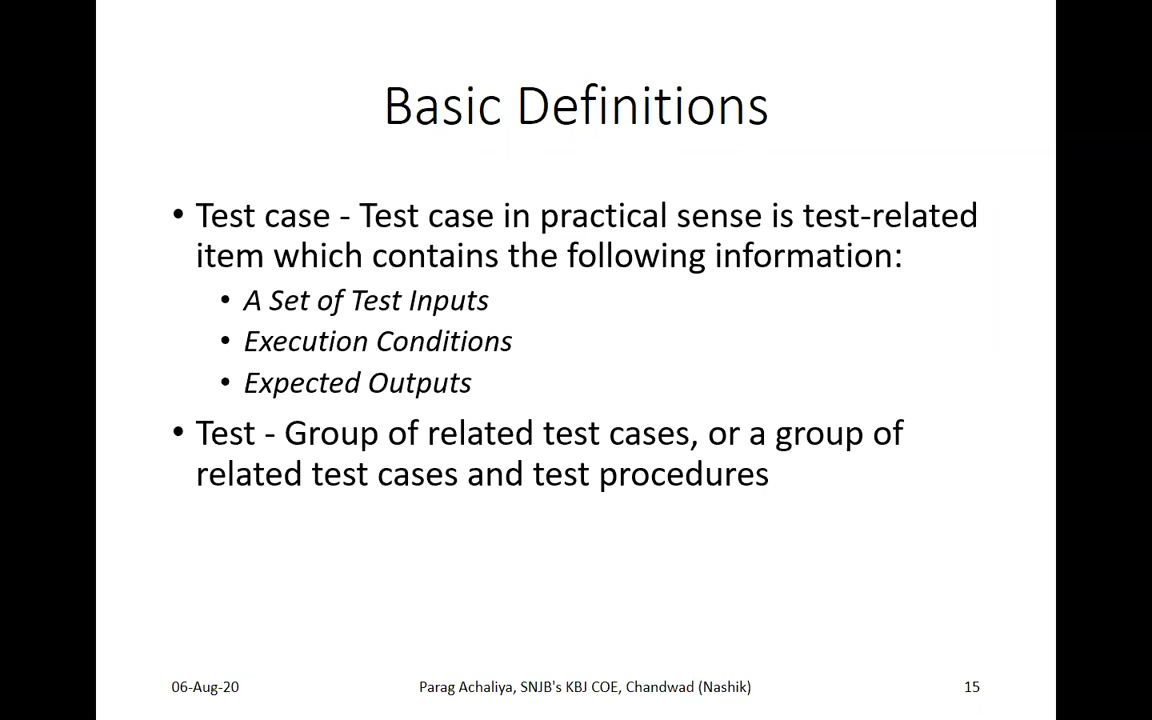 Basic Definitions
• Test case - Test case in practical sense is test-related
item which contains the following information:
• A Set of Test Inputs
• Execution Conditions
• Expected Outputs
• Test - Group of related test cases, or a group of
related test cases and test procedures
06-Aug-20
Parag Achaliya, SNJB's KBJ COE, Chandwad (Nashik)
15